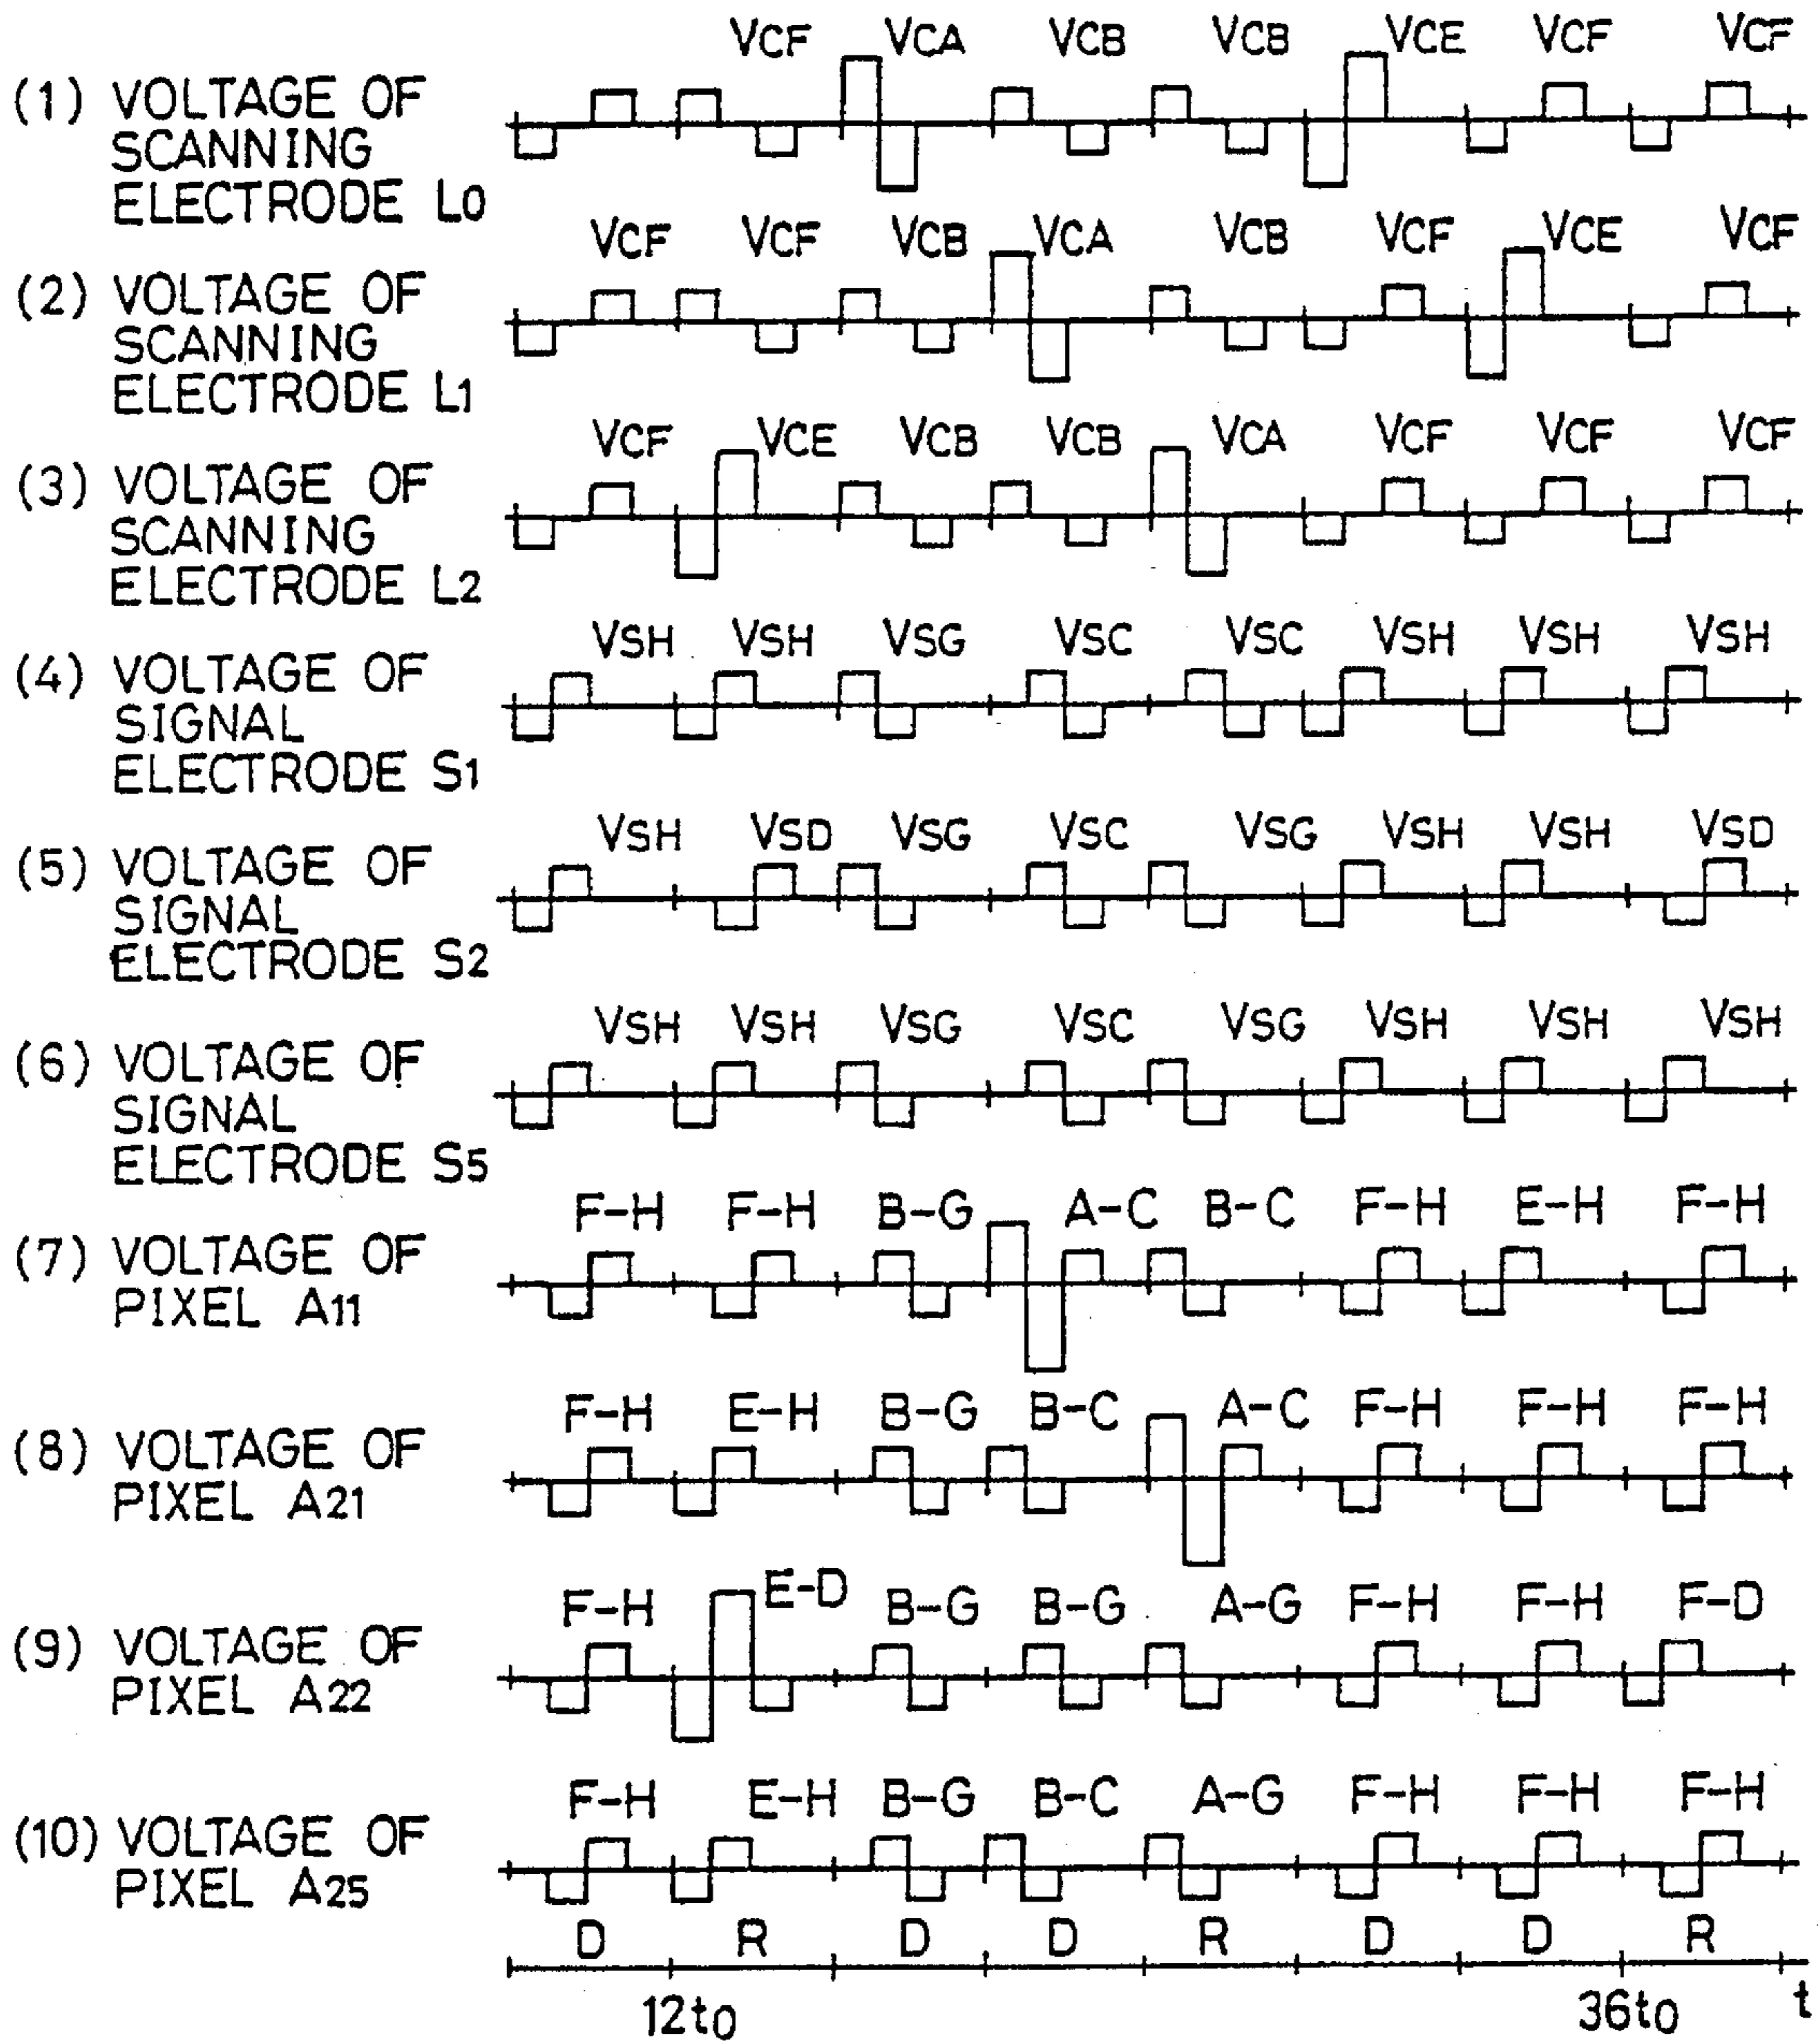 VCF VCA VCB VCB VCE VCF VCF
(1) VOLTAGE OF
SCANNING
ELECTRODE L0
VCF VCF VCB VCA VCB VCF VCE VCF
(2) VOLTAGE OF
SCANNING
ELECTRODE L1
VCF VCE VCB VCB VCA VCF VCF VCF
(3) VOLTAGE OF
SCANNING
ELECTRODE L2
VSH VSH VSG VSC VSC VSH VSH VSH
(4) VOLTAGE OF
SIGNAL
ELECTRODE S1
VSH VSD VSG VSC VSG VSH VSH VSD
(5) VOLTAGE OF
SIGNAL
ELECTRODE S2
VSH VSH VSG VSC VSG VSH VSH VSH
(6) VOLTAGE OF
SIGNAL
ELECTRODE S5
F-H F-H B-G A-C B-C F-H E-H F-H
(7) VOLTAGE OF
PIXEL A11
F-H E-H B-G B-C A-C F-H F-H F-H
(8) VOLTAGE OF
PIXEL A21
F-H E-D B-G B-G A-G F-H F-H F-D
(9) VOLTAGE OF
PIXEL A22
F-H E-H B-G B-C A-G F-H F-H F-H
(10) VOLTAGE OF
PIXEL A25
D R D D R D D R
12t0 36t0 t